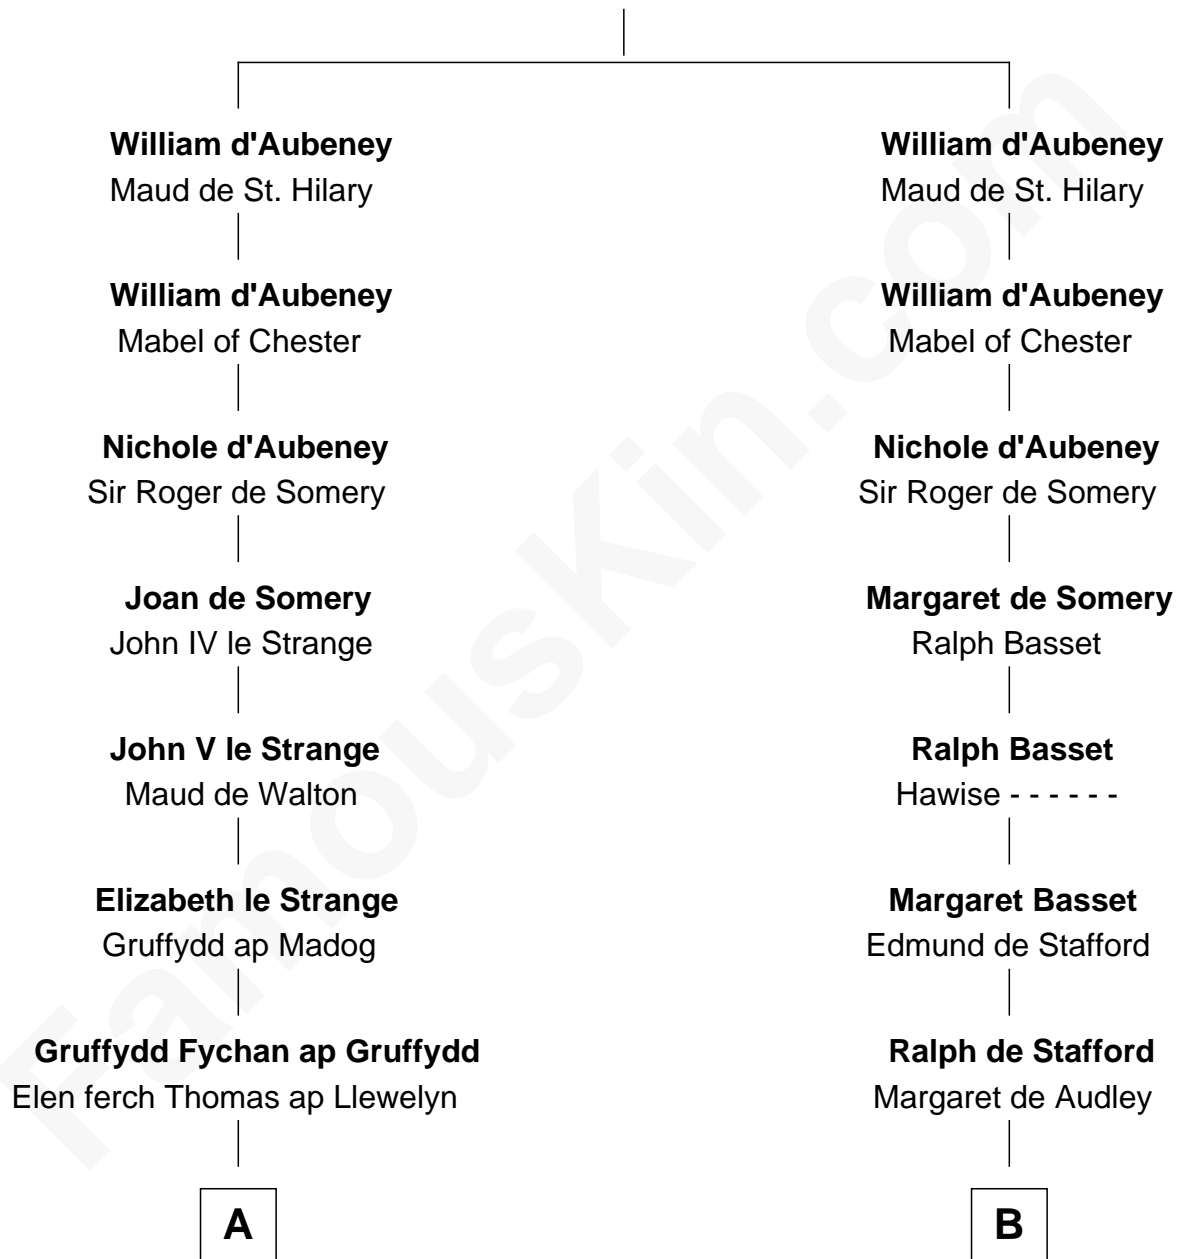 William d'Aubeney
Maud de St. Hilary
William d'Aubeney
Mabel of Chester
Nichole d'Aubeney
Sir Roger de Somery
Joan de Somery
John IV le Strange
John V le Strange
Maud de Walton
Elizabeth le Strange
Gruffydd ap Madog
Gruffydd Fychan ap Gruffydd
Elen ferch Thomas ap Llewelyn
A
William d'Aubeney
Maud de St. Hilary
William d'Aubeney
Mabel of Chester
Nichole d'Aubeney
Sir Roger de Somery
Margaret de Somery
Ralph Basset
Ralph Basset
Hawise - - - - - -
Margaret Basset
Edmund de Stafford
Ralph de Stafford
Margaret de Audley
B
FamousKin.com